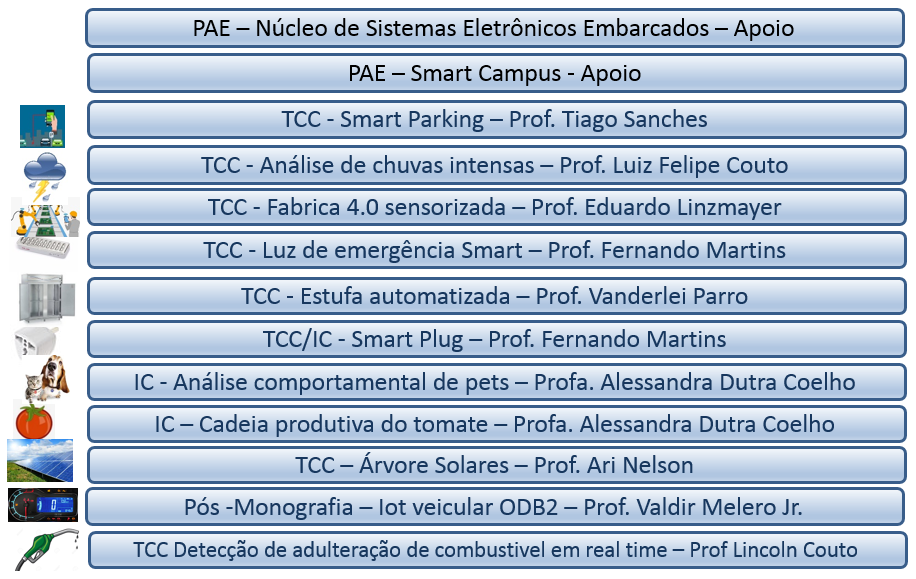 PAE – Núcleo de Sistemas Eletrônicos Embarcados – Apoio
PAE – Smart Campus - Apoio
TCC - Smart Parking – Prof. Tiago Sanches
TCC - Análise de chuvas intensas – Prof. Luiz Felipe Couto
TCC - Fabrica 4.0 sensorizada – Prof. Eduardo Linzmayer
TCC - Luz de emergência Smart – Prof. Fernando Martins
TCC - Estufa automatizada – Prof. Vanderlei Parro
TCC/IC - Smart Plug – Prof. Fernando Martins
IC - Análise comportamental de pets – Profa. Alessandra Dutra Coelho
IC – Cadeia produtiva do tomate – Profa. Alessandra Dutra Coelho
TCC – Árvore Solares – Prof. Ari Nelson
Pós -Monografia – Iot veicular ODB2 – Prof. Valdir Melero Jr.
TCC Detecção de adulteração de combustivel em real time – Prof Lincoln Couto